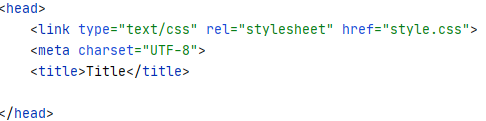 <head>
    <link type="text/css" rel="stylesheet" href="style.css">
    <meta charset="UTF-8">
    <title>Title</title>

</head>